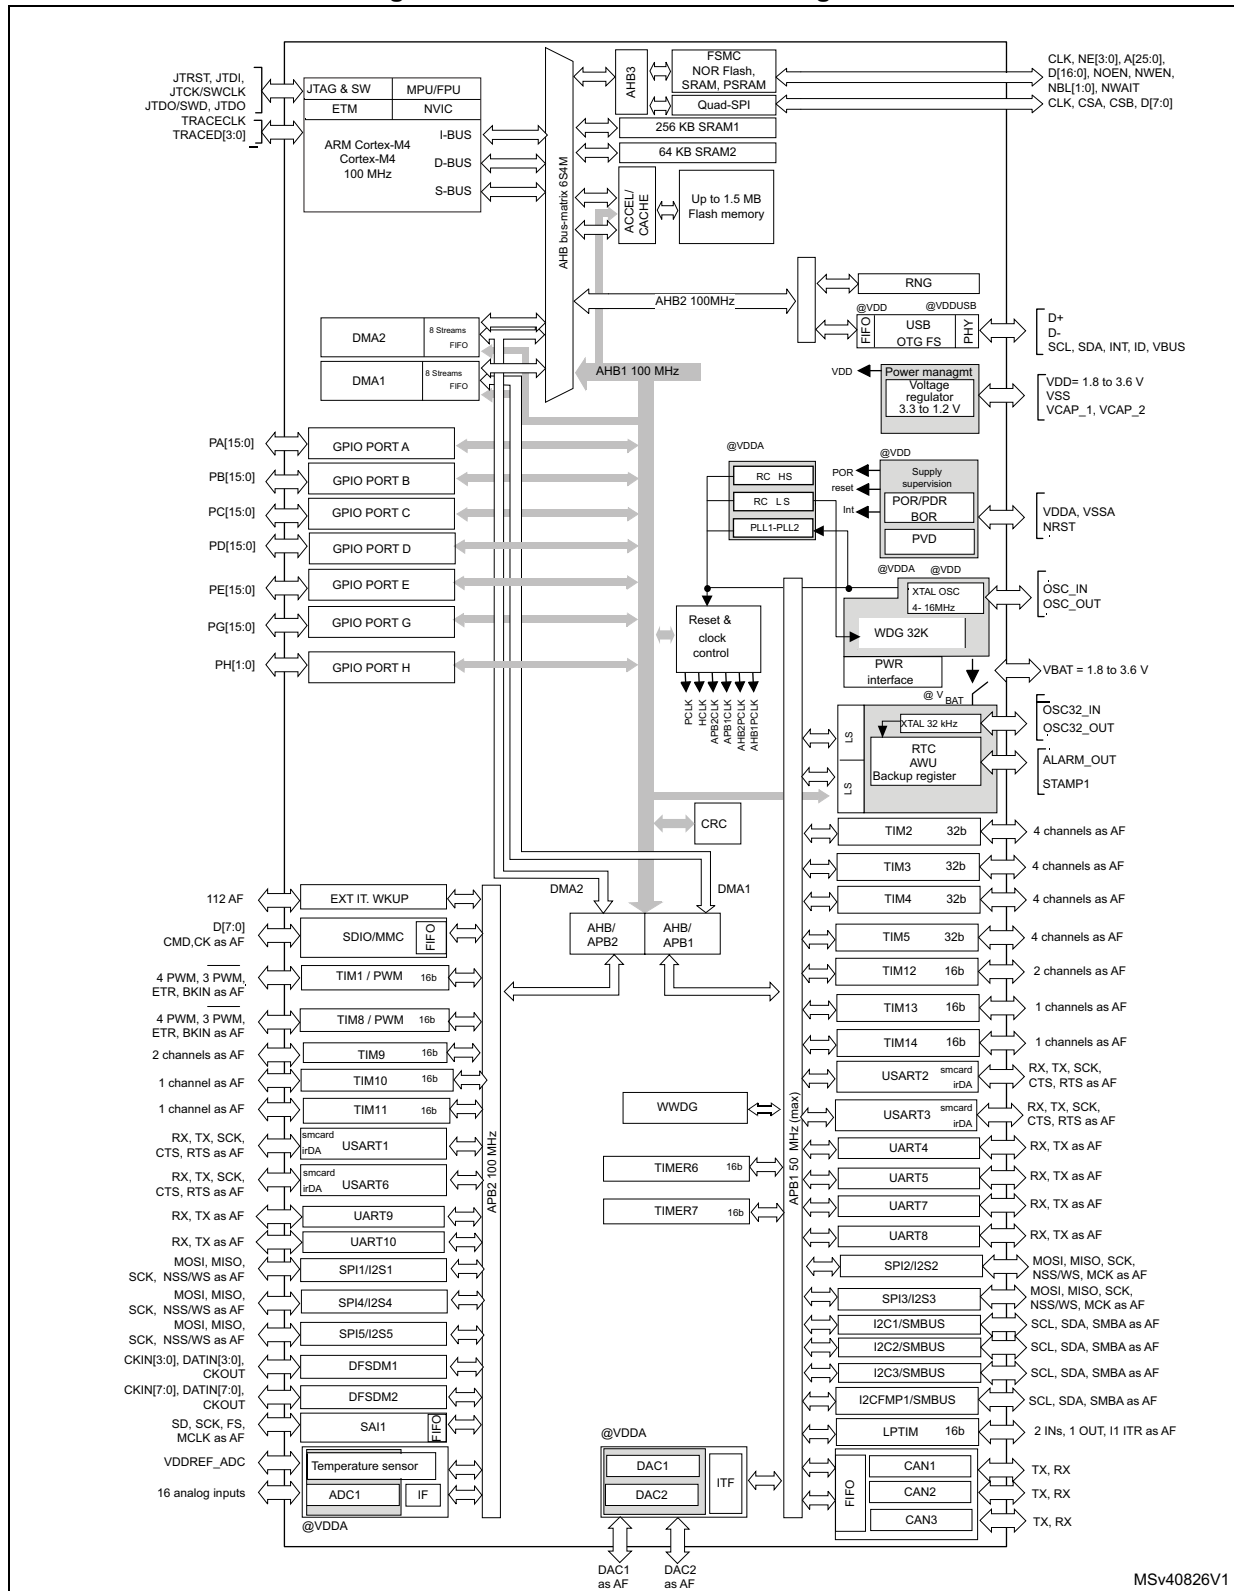 JTRST, JTDI,
JTCK/SWCLK
JTDO/SWD, JTDO
TRACECLK
TRACED[3:0]
JTAG & SW
MPU/FPU
ETM
NVIC
ARM Cortex-M4
Cortex-M4
100 MHz
I-BUS
D-BUS
S-BUS
AHB bus-matrix 6S4M
AHB3
FSMC
NOR Flash,
SRAM, PSRAM
Quad-SPI
CLK, NE[3:0], A[25:0],
D[16:0], NOEN, NWEN,
NBL[1:0], NWAIT
CLK, CSA, CSB, D[7:0]
256 KB SRAM1
64 KB SRAM2
ACCEL/
CACHE
Up to 1.5 MB
Flash memory
AHB2 100MHz
RNG
@VDD
@VDDUSB
FIFO
USB
OTG FS
PHY
D+
D-
SCL, SDA, INT, ID, VBUS
DMA2
8 Streams
FIFO
DMA1
8 Streams
FIFO
AHB1 100 MHz
VDD
Power managmt
Voltage
regulator
3.3 to 1.2 V
VDD= 1.8 to 3.6 V
VSS
VCAP_1, VCAP_2
PA[15:0]
GPIO PORT A
PB[15:0]
GPIO PORT B
PC[15:0]
GPIO PORT C
PD[15:0]
GPIO PORT D
PE[15:0]
GPIO PORT E
PG[15:0]
GPIO PORT G
PH[1:0]
GPIO PORT H
@VDDA
RC HS
RC LS
PLL1-PLL2
@VDD
POR
reset
Int
Supply
supervision
POR/PDR
BOR
PVD
VDDA, VSSA
NRST
@VDDA
@VDD
XTAL OSC
4- 16MHz
WDG 32K
OSC_IN
OSC_OUT
Reset &
clock
control
PCLK
HCLK
APB2CLK
APB1CLK
AHB2PCLK
AHB1PCLK
PWR
interface
VBAT = 1.8 to 3.6 V
@ VBAT
LS
LS
XTAL 32 kHz
RTC
AWU
Backup register
OSC32_IN
OSC32_OUT
ALARM_OUT
STAMP1
CRC
DMA2
DMA1
AHB/
APB2
AHB/
APB1
112 AF
EXT IT. WKUP
D[7:0]
CMD,CK as AF
SDIO/MMC
FIFO
4 PWM, 3 PWM,
ETR, BKIN as AF
TIM1 / PWM 16b
4 PWM, 3 PWM,
ETR, BKIN as AF
TIM8 / PWM 16b
2 channels as AF
TIM9 16b
1 channel as AF
TIM10 16b
1 channel as AF
TIM11 16b
RX, TX, SCK,
CTS, RTS as AF
smcard
irDA
USART1
RX, TX, SCK,
CTS, RTS as AF
smcard
irDA
USART6
RX, TX as AF
UART9
RX, TX as AF
UART10
MOSI, MISO,
SCK, NSS/WS as AF
SPI1/I2S1
MOSI, MISO,
SCK, NSS/WS as AF
SPI4/I2S4
MOSI, MISO,
SCK, NSS/WS as AF
SPI5/I2S5
CKIN[3:0], DATIN[3:0],
CKOUT
DFSDM1
CKIN[7:0], DATIN[7:0],
CKOUT
DFSDM2
SD, SCK, FS,
MCLK as AF
SAI1
FIFO
VDDREF_ADC
Temperature sensor
16 analog inputs
ADC1
IF
@VDDA
APB2 100 MHz
WWDG
TIMER6 16b
TIMER7 16b
@VDDA
DAC1
DAC2
ITF
DAC1
as AF
DAC2
as AF
APB1 50 MHz (max)
TIM2 32b
4 channels as AF
TIM3 32b
4 channels as AF
TIM4 32b
4 channels as AF
TIM5 32b
4 channels as AF
TIM12 16b
2 channels as AF
TIM13 16b
1 channels as AF
TIM14 16b
1 channels as AF
USART2
smcard
irDA
RX, TX, SCK,
CTS, RTS as AF
USART3
smcard
irDA
RX, TX, SCK,
CTS, RTS as AF
UART4
RX, TX as AF
UART5
RX, TX as AF
UART7
RX, TX as AF
UART8
RX, TX as AF
SPI2/I2S2
MOSI, MISO, SCK,
NSS/WS, MCK as AF
SPI3/I2S3
MOSI, MISO, SCK,
NSS/WS, MCK as AF
I2C1/SMBUS
SCL, SDA, SMBA as AF
I2C2/SMBUS
SCL, SDA, SMBA as AF
I2C3/SMBUS
SCL, SDA, SMBA as AF
I2CFMP1/SMBUS
SCL, SDA, SMBA as AF
LPTIM 16b
2 INs, 1 OUT, I1 ITR as AF
FIFO
CAN1
TX, RX
CAN2
TX, RX
CAN3
TX, RX
MSv40826V1